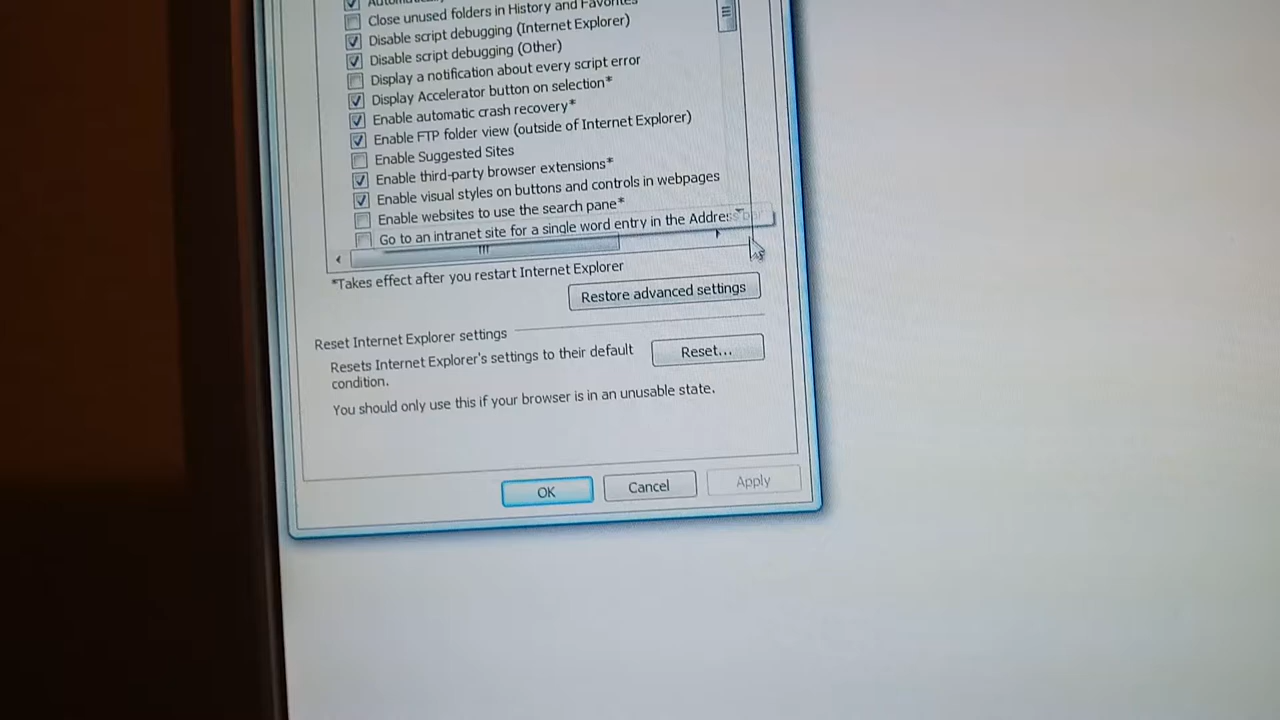 Close unused folders in History and Favorites
Disable script debugging (Internet Explorer)
Disable script debugging (Other)
Display a notification about every script error
Display Accelerator button on selection*
Enable automatic crash recovery*
Enable FTP folder view (outside of Internet Explorer)
Enable Suggested Sites
Enable third-party browser extensions*
Enable visual styles on buttons and controls in webpages
Enable websites to use the search pane*
Go to an intranet site for a single word entry in the Address bar
*Takes effect after you restart Internet Explorer
Restore advanced settings
Reset Internet Explorer settings
Resets Internet Explorer's settings to their default
condition.
Reset...
You should only use this if your browser is in an unusable state.
OK
Cancel
Apply